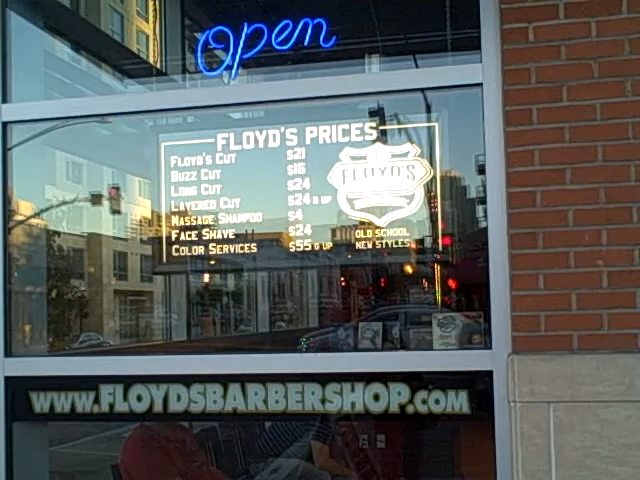 Open
FLOYD'S PRICES
FLOYD'S CUT $21
BUZZ CUT $16
LONG CUT $24
LAYERED CUT $24 & UP
MASSAGE SHAMPOO $4
FACE SHAVE $24
COLOR SERVICES $55 & UP
FLOYD'S
OLD SCHOOL
NEW STYLES
WWW.FLOYDSBARBERSHOP.COM